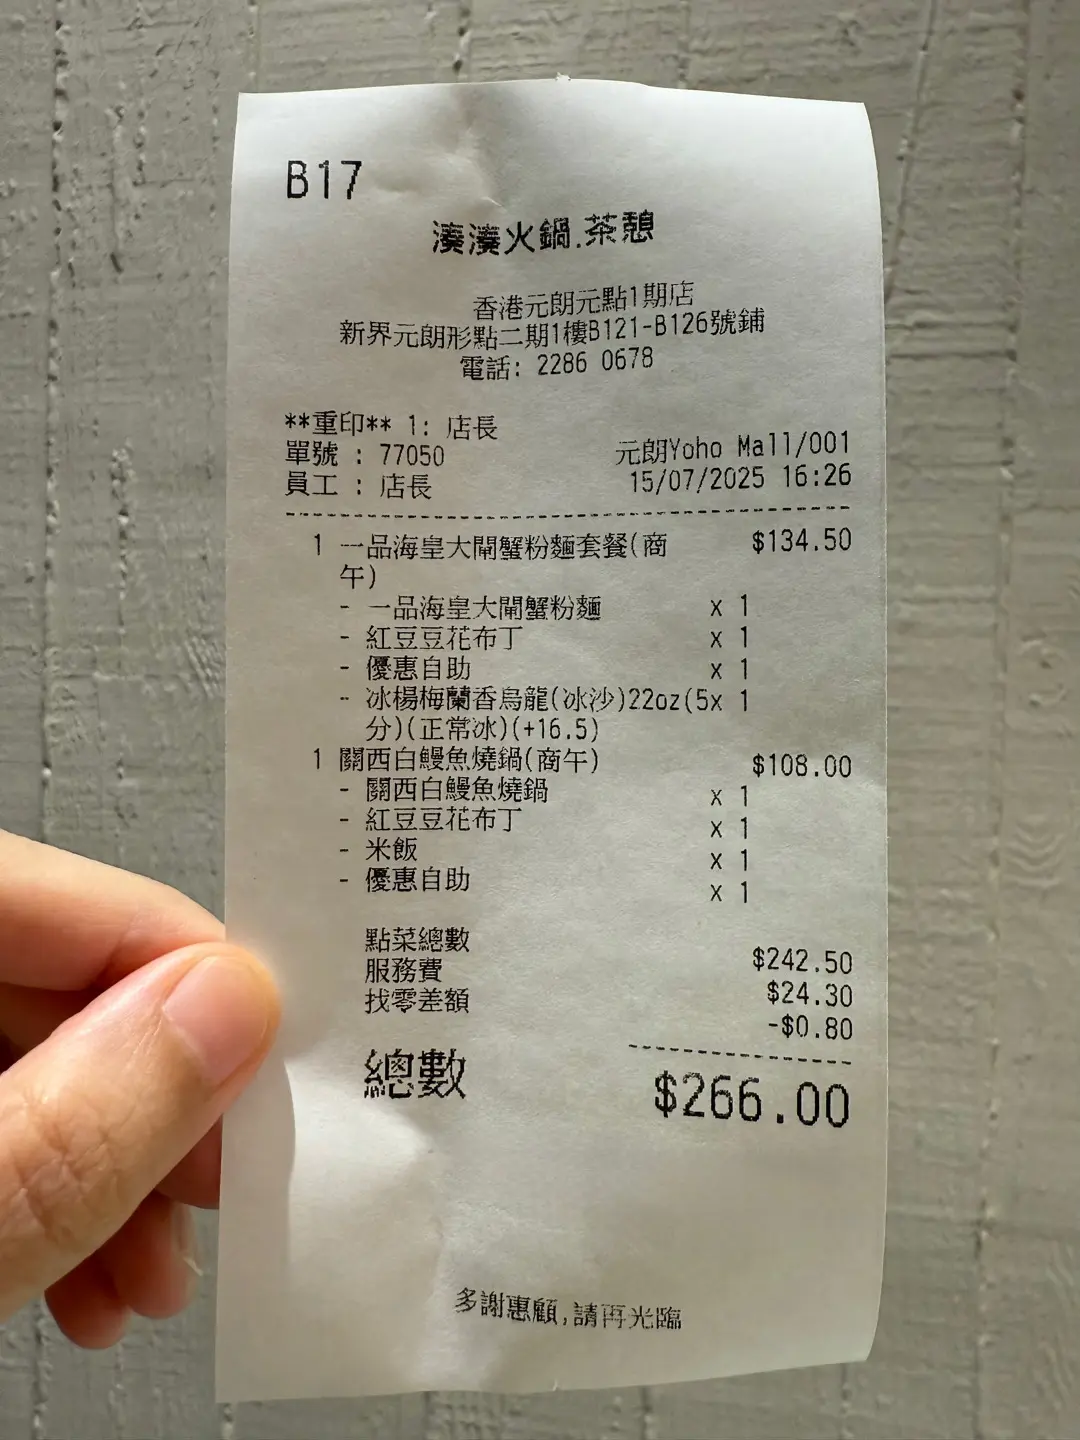 B17
湊湊火鍋.茶憩
香港元朗元點1期店
新界元朗形點二期1樓B121-B126號鋪
電話: 2286 0678
**重印** 1: 店長
單號 : 77050 元朗Yoho Mall/001
員工 : 店長 15/07/2025 16:26
1 一品海皇大閘蟹粉麵套餐(商 $134.50
午)
- 一品海皇大閘蟹粉麵 x 1
- 紅豆豆花布丁 x 1
- 優惠自助 x 1
- 冰楊梅蘭香烏龍(冰沙)22oz(5x 1
分)(正常冰)(+16.5)
1 關西白鰻魚燒鍋(商午) $108.00
- 關西白鰻魚燒鍋 x 1
- 紅豆豆花布丁 x 1
- 米飯 x 1
- 優惠自助 x 1
點菜總數 $242.50
服務費 $24.30
找零差額 -$0.80
總數 $266.00
多謝惠顧,請再光臨